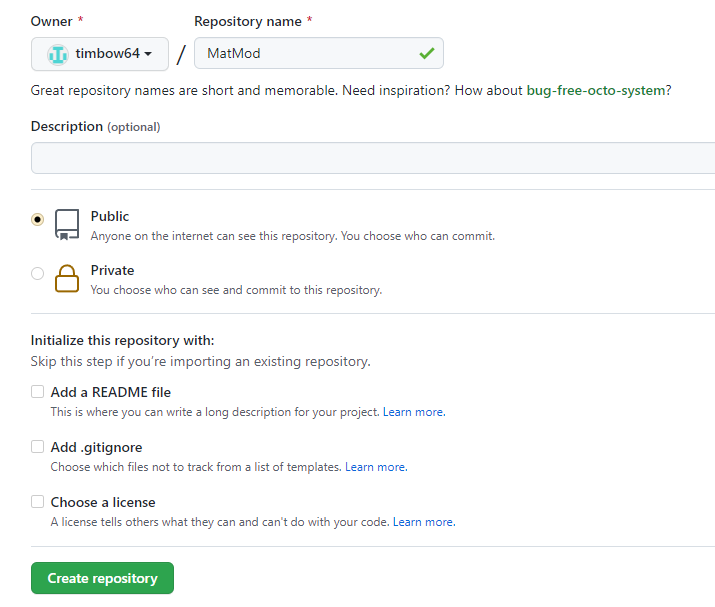 Owner * Repository name *
timbow64 / MatMod
Great repository names are short and memorable. Need inspiration? How about bug-free-octo-system?
Description (optional)
Public
Anyone on the internet can see this repository. You choose who can commit.
Private
You choose who can see and commit to this repository.
Initialize this repository with:
Skip this step if you're importing an existing repository.
Add a README file
This is where you can write a long description for your project. Learn more.
Add .gitignore
Choose which files not to track from a list of templates. Learn more.
Choose a license
A license tells others what they can and can't do with your code. Learn more.
Create repository